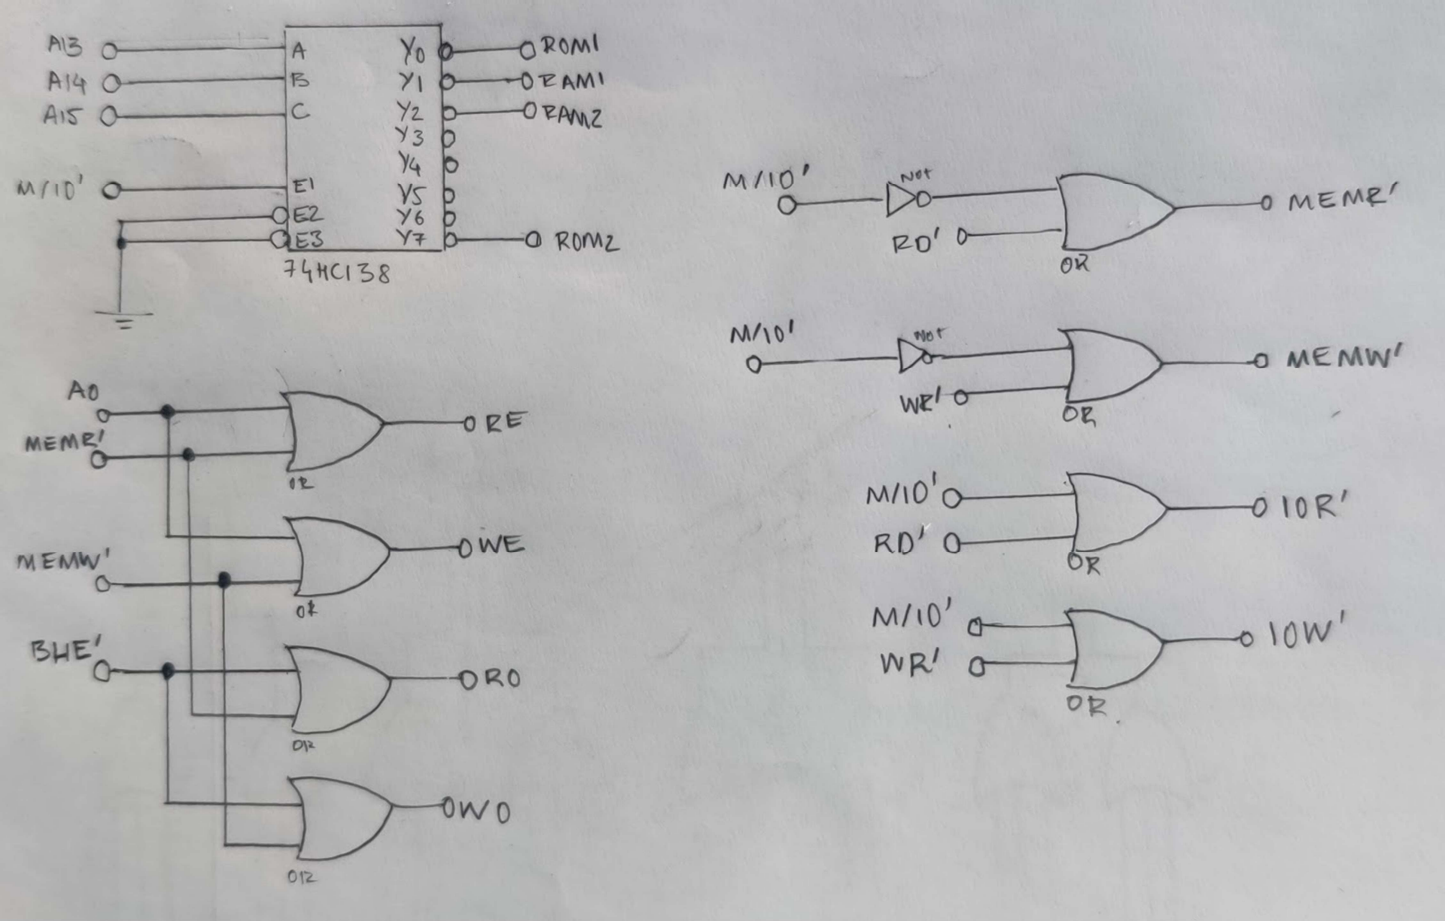 A13 A Y0 ROM1
A14 B Y1 RAM1
A15 C Y2 RAM2
Y3
Y4
M/IO' E1 Y5
E2 Y6
E3 Y7 ROM2
74HC138
A0
MEMR'
OR
RE
MEMW'
OR
WE
BHE'
OR
RO
OR
WO
M/IO' Not
RD'
OR
MEMR'
M/IO' Not
WR'
OR
MEMW'
M/IO'
RD'
OR
IOR'
M/IO'
WR'
OR
IOW'